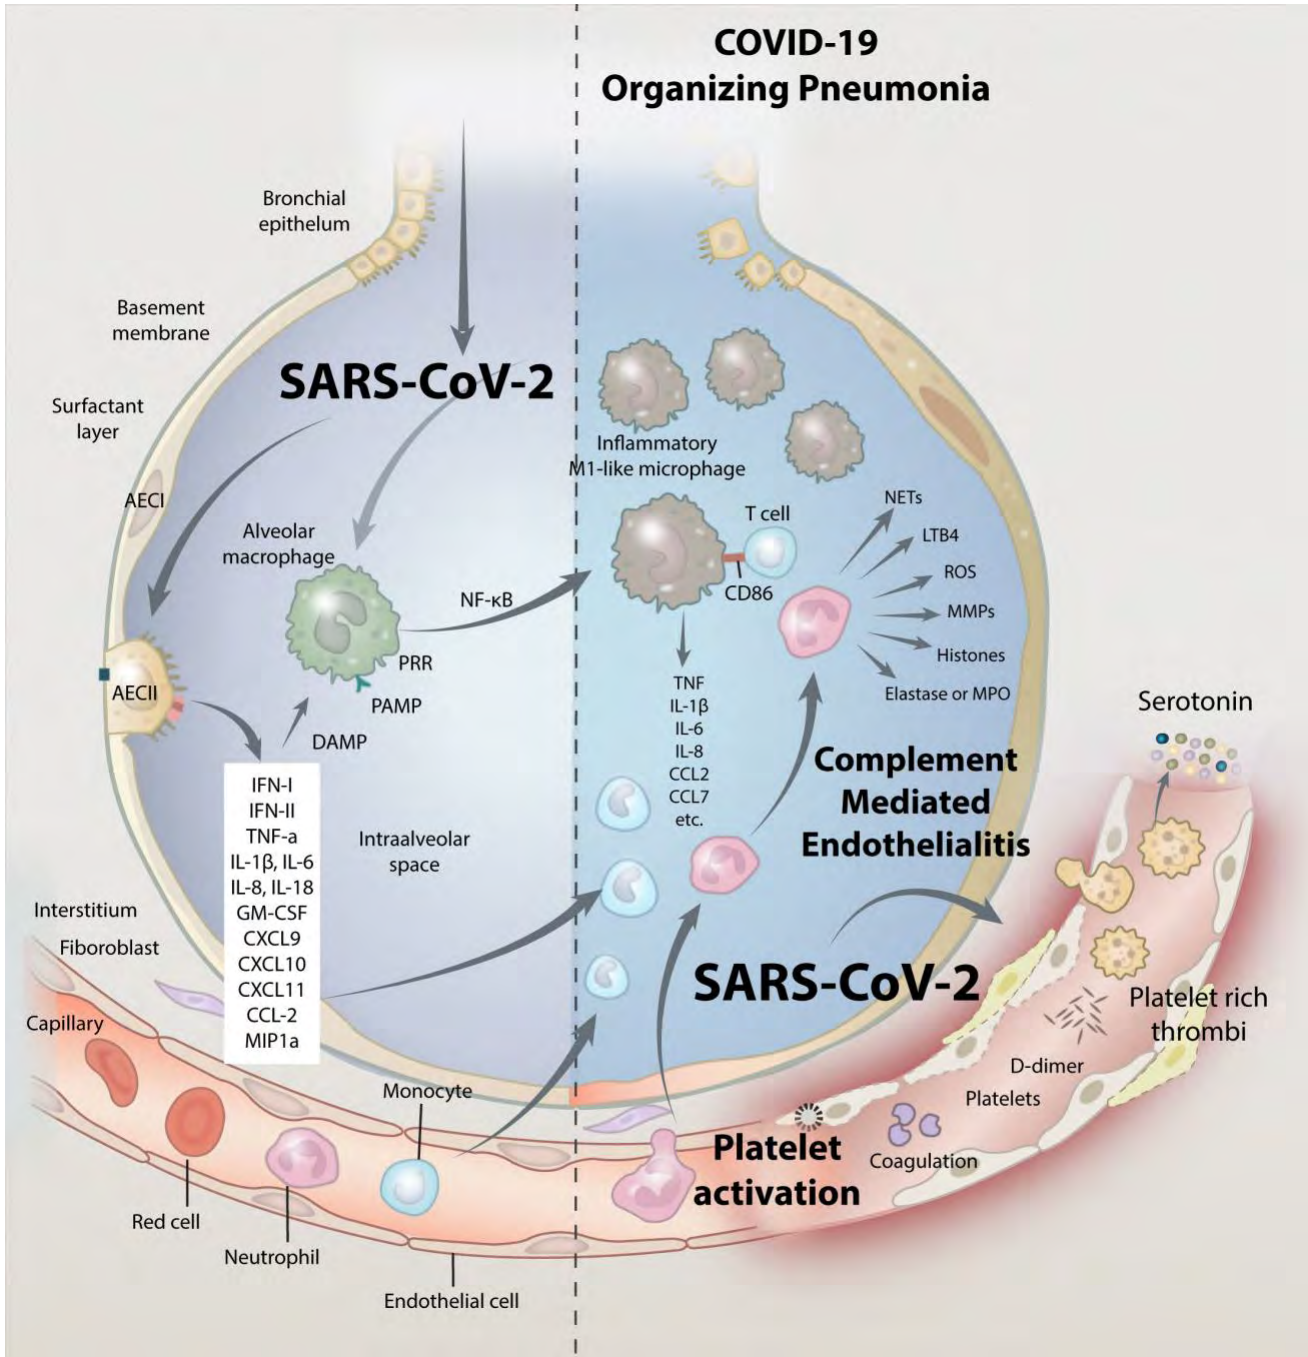 COVID-19
Organizing Pneumonia
Bronchial
epithelum
Basement
membrane
SARS-CoV-2
Surfactant
layer
AECI
Alveolar
macrophage
NF-κB
PRR
PAMP
DAMP
AECII
IFN-I
IFN-II
TNF-a
IL-1β, IL-6
IL-8, IL-18
GM-CSF
CXCL9
CXCL10
CXCL11
CCL-2
MIP1a
Intraalveolar
space
Interstitium
Fiboroblast
Capillary
Monocyte
Red cell
Neutrophil
Endothelial cell
Inflammatory
M1-like microphage
T cell
CD86
NETs
LTB4
ROS
MMPs
Histones
Elastase or MPO
TNF
IL-1β
IL-6
IL-8
CCL2
CCL7
etc.
Complement
Mediated
Endothelialitis
Serotonin
SARS-CoV-2
Platelet rich
thrombi
D-dimer
Platelets
Coagulation
Platelet
activation